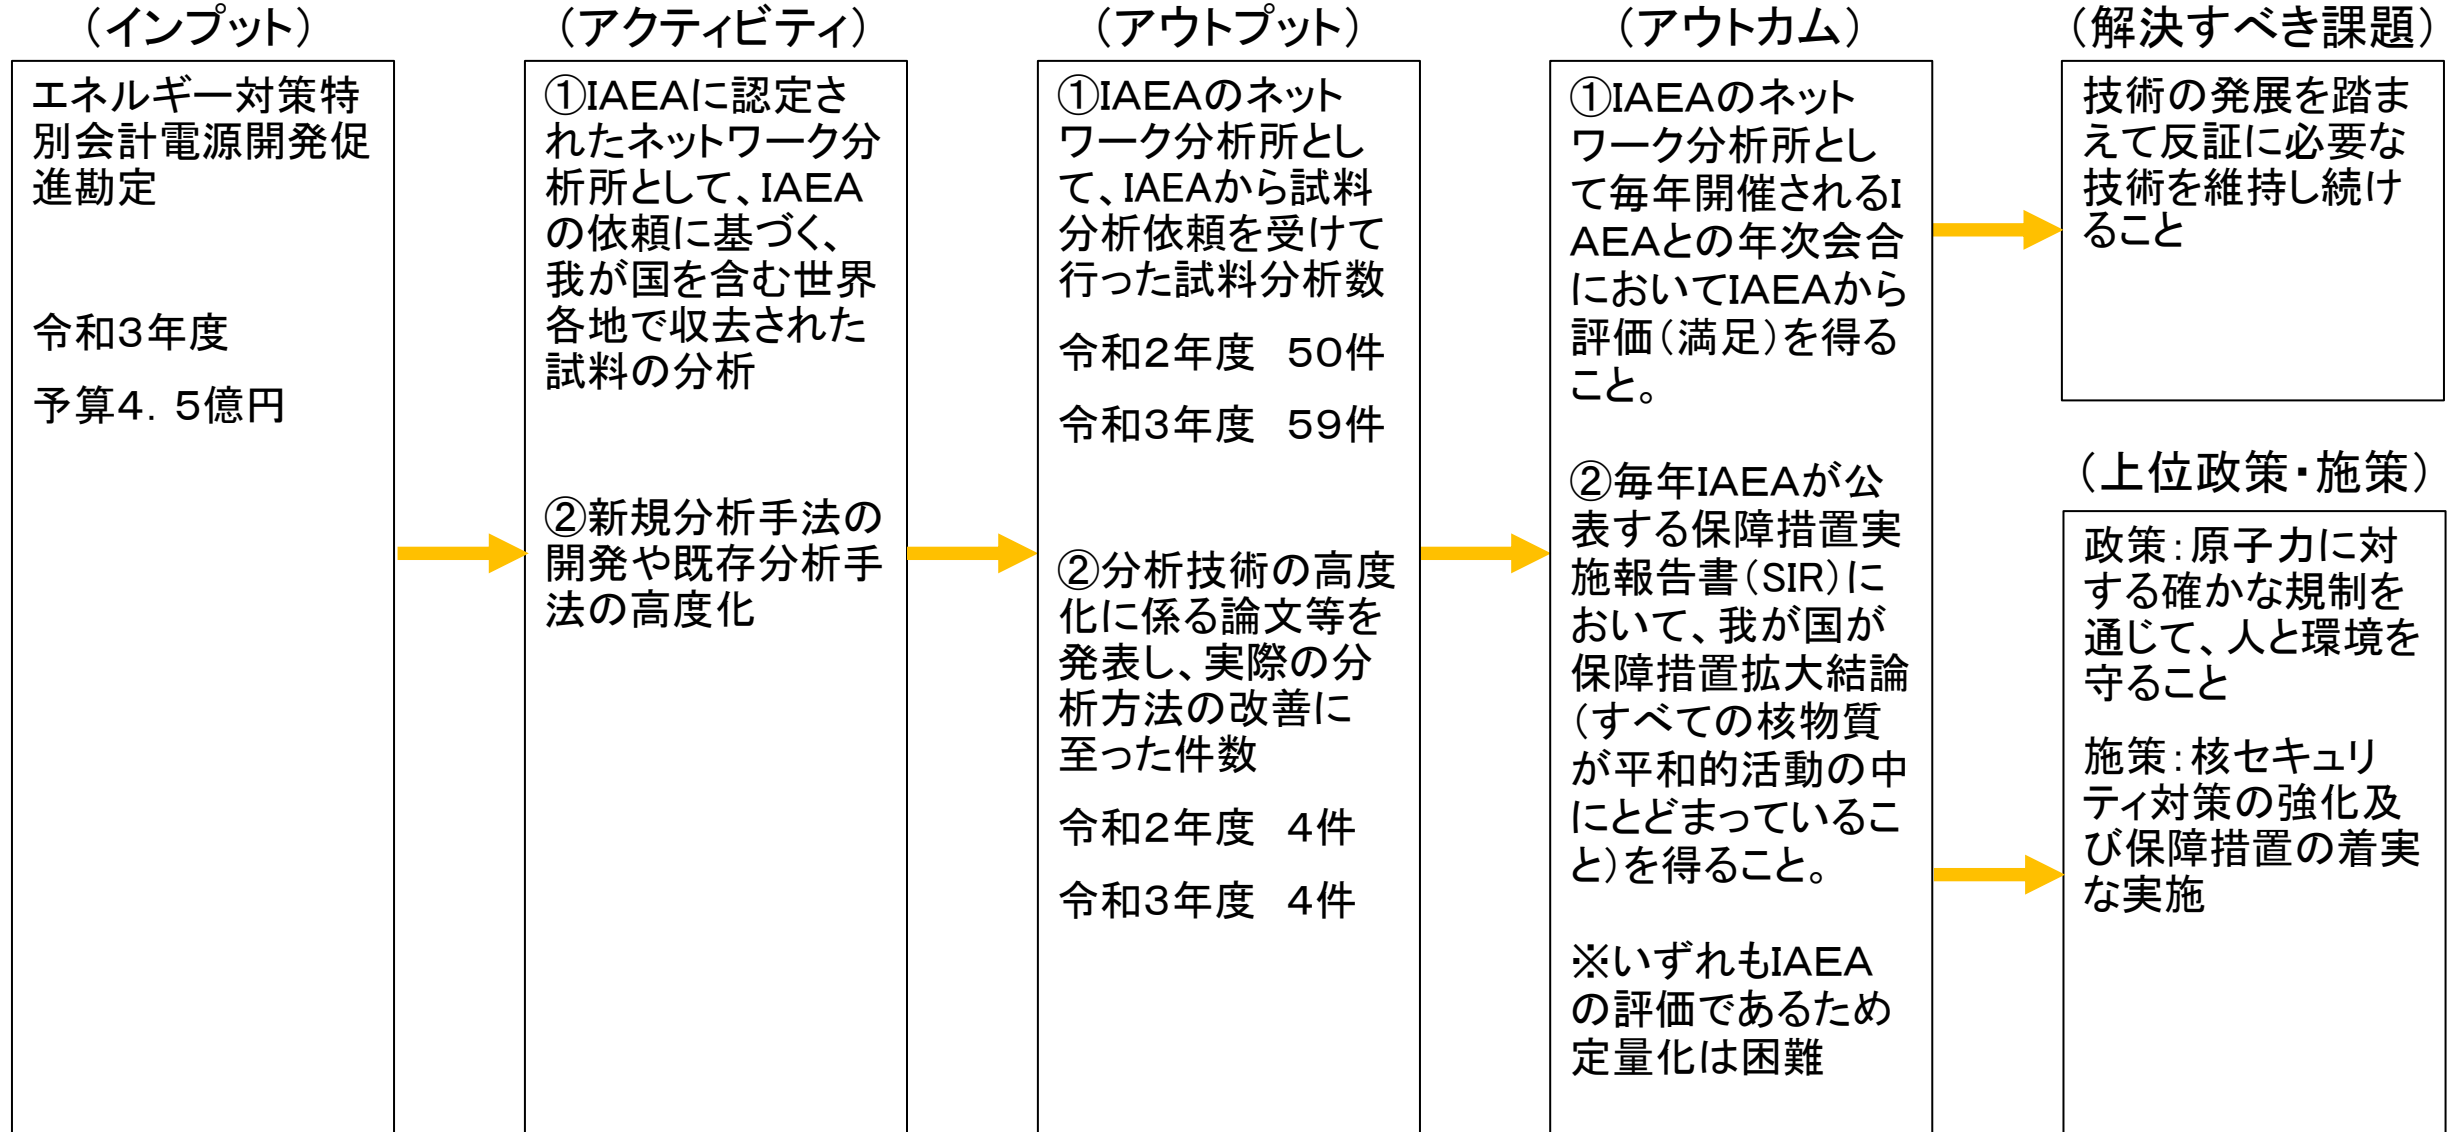 （インプット）
エネルギー対策特
別会計電源開発促
進勘定
令和３年度
予算４．５億円
（アクティビティ）
①IAEAに認定さ
れたネットワーク分
析所として、IAEA
の依頼に基づく、
我が国を含む世界
各地で収去された
試料の分析
②新規分析手法の
開発や既存分析手
法の高度化
（アウトプット）
①IAEAのネット
ワーク分析所とし
て、IAEAから試料
分析依頼を受けて
行った試料分析数
令和２年度　５０件
令和３年度　５９件
②分析技術の高度
化に係る論文等を
発表し、実際の分
析方法の改善に
至った件数
令和２年度　４件
令和３年度　４件
（アウトカム）
①IAEAのネット
ワーク分析所とし
て毎年開催されるI
AEAとの年次会合
においてIAEAから
評価（満足）を得る
こと。
②毎年IAEAが公
表する保障措置実
施報告書（SIR）に
おいて、我が国が
保障措置拡大結論
（すべての核物質
が平和的活動の中
にとどまっているこ
と）を得ること。
※いずれもIAEA
の評価であるため
定量化は困難
（解決すべき課題）
技術の発展を踏ま
えて反証に必要な
技術を維持し続け
ること
（上位政策・施策）
政策：原子力に対
する確かな規制を
通じて、人と環境を
守ること
施策：核セキュリ
ティ対策の強化及
び保障措置の着実
な実施